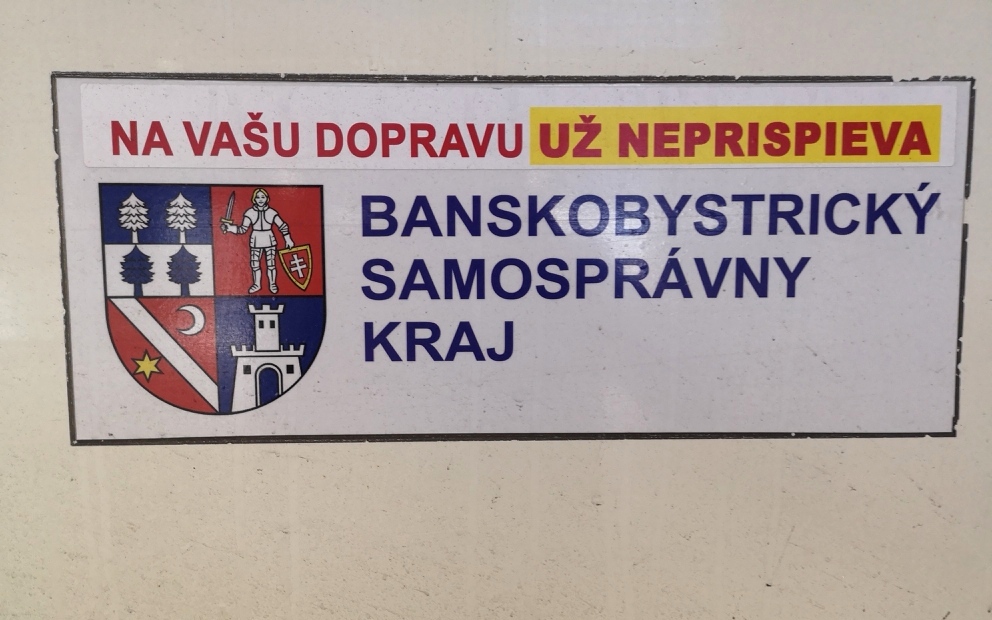 NA VAŠU DOPRAVU UŽ NEPRISPIEVA
BANSKOBYSTRICKÝ
SAMOSPRÁVNY
KRAJ